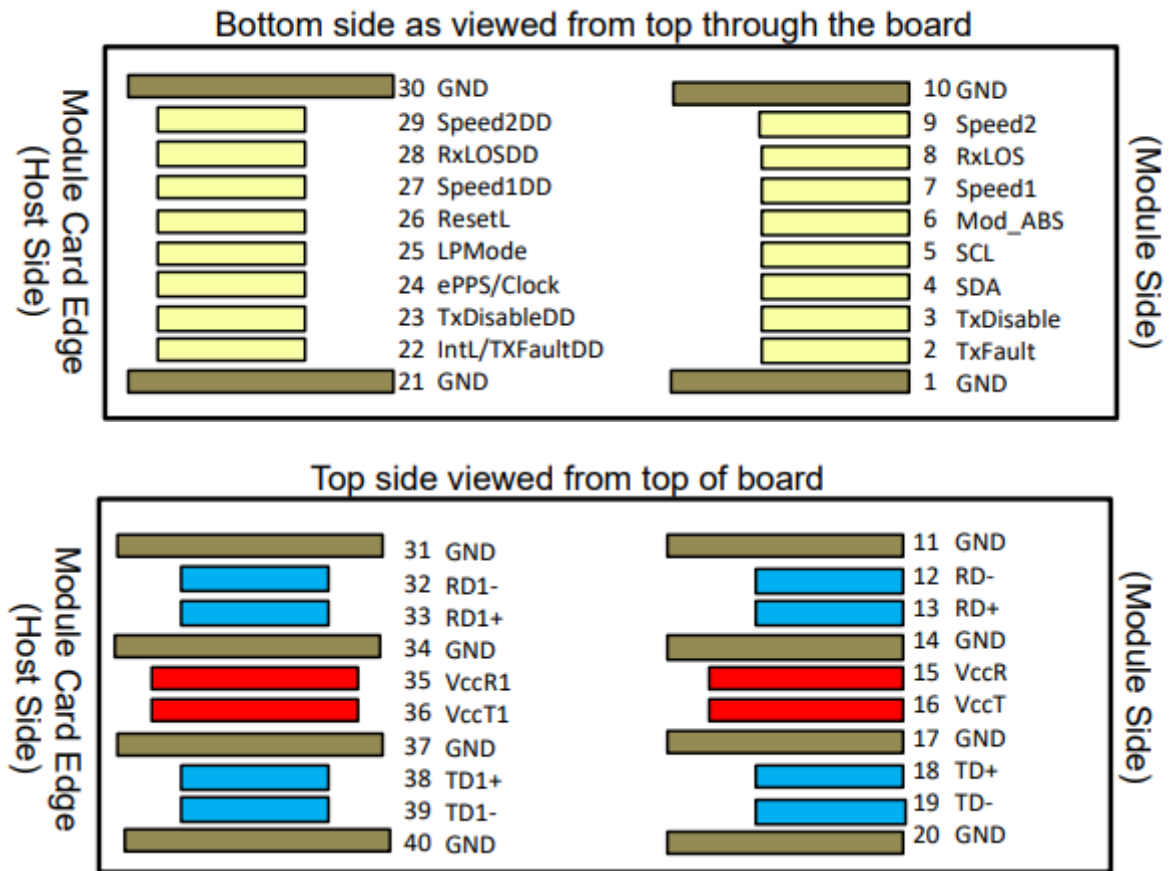 Bottom side as viewed from top through the board
Module Card Edge
(Host Side)
30 GND
29 Speed2DD
28 RxLOSDD
27 Speed1DD
26 ResetL
25 LPMode
24 ePPS/Clock
23 TxDisableDD
22 IntL/TXFaultDD
21 GND
10 GND
9 Speed2
8 RxLOS
7 Speed1
6 Mod_ABS
5 SCL
4 SDA
3 TxDisable
2 TxFault
1 GND
(Module Side)
Top side viewed from top of board
Module Card Edge
(Host Side)
31 GND
32 RD1-
33 RD1+
34 GND
35 VccR1
36 VccT1
37 GND
38 TD1+
39 TD1-
40 GND
11 GND
12 RD-
13 RD+
14 GND
15 VccR
16 VccT
17 GND
18 TD+
19 TD-
20 GND
(Module Side)